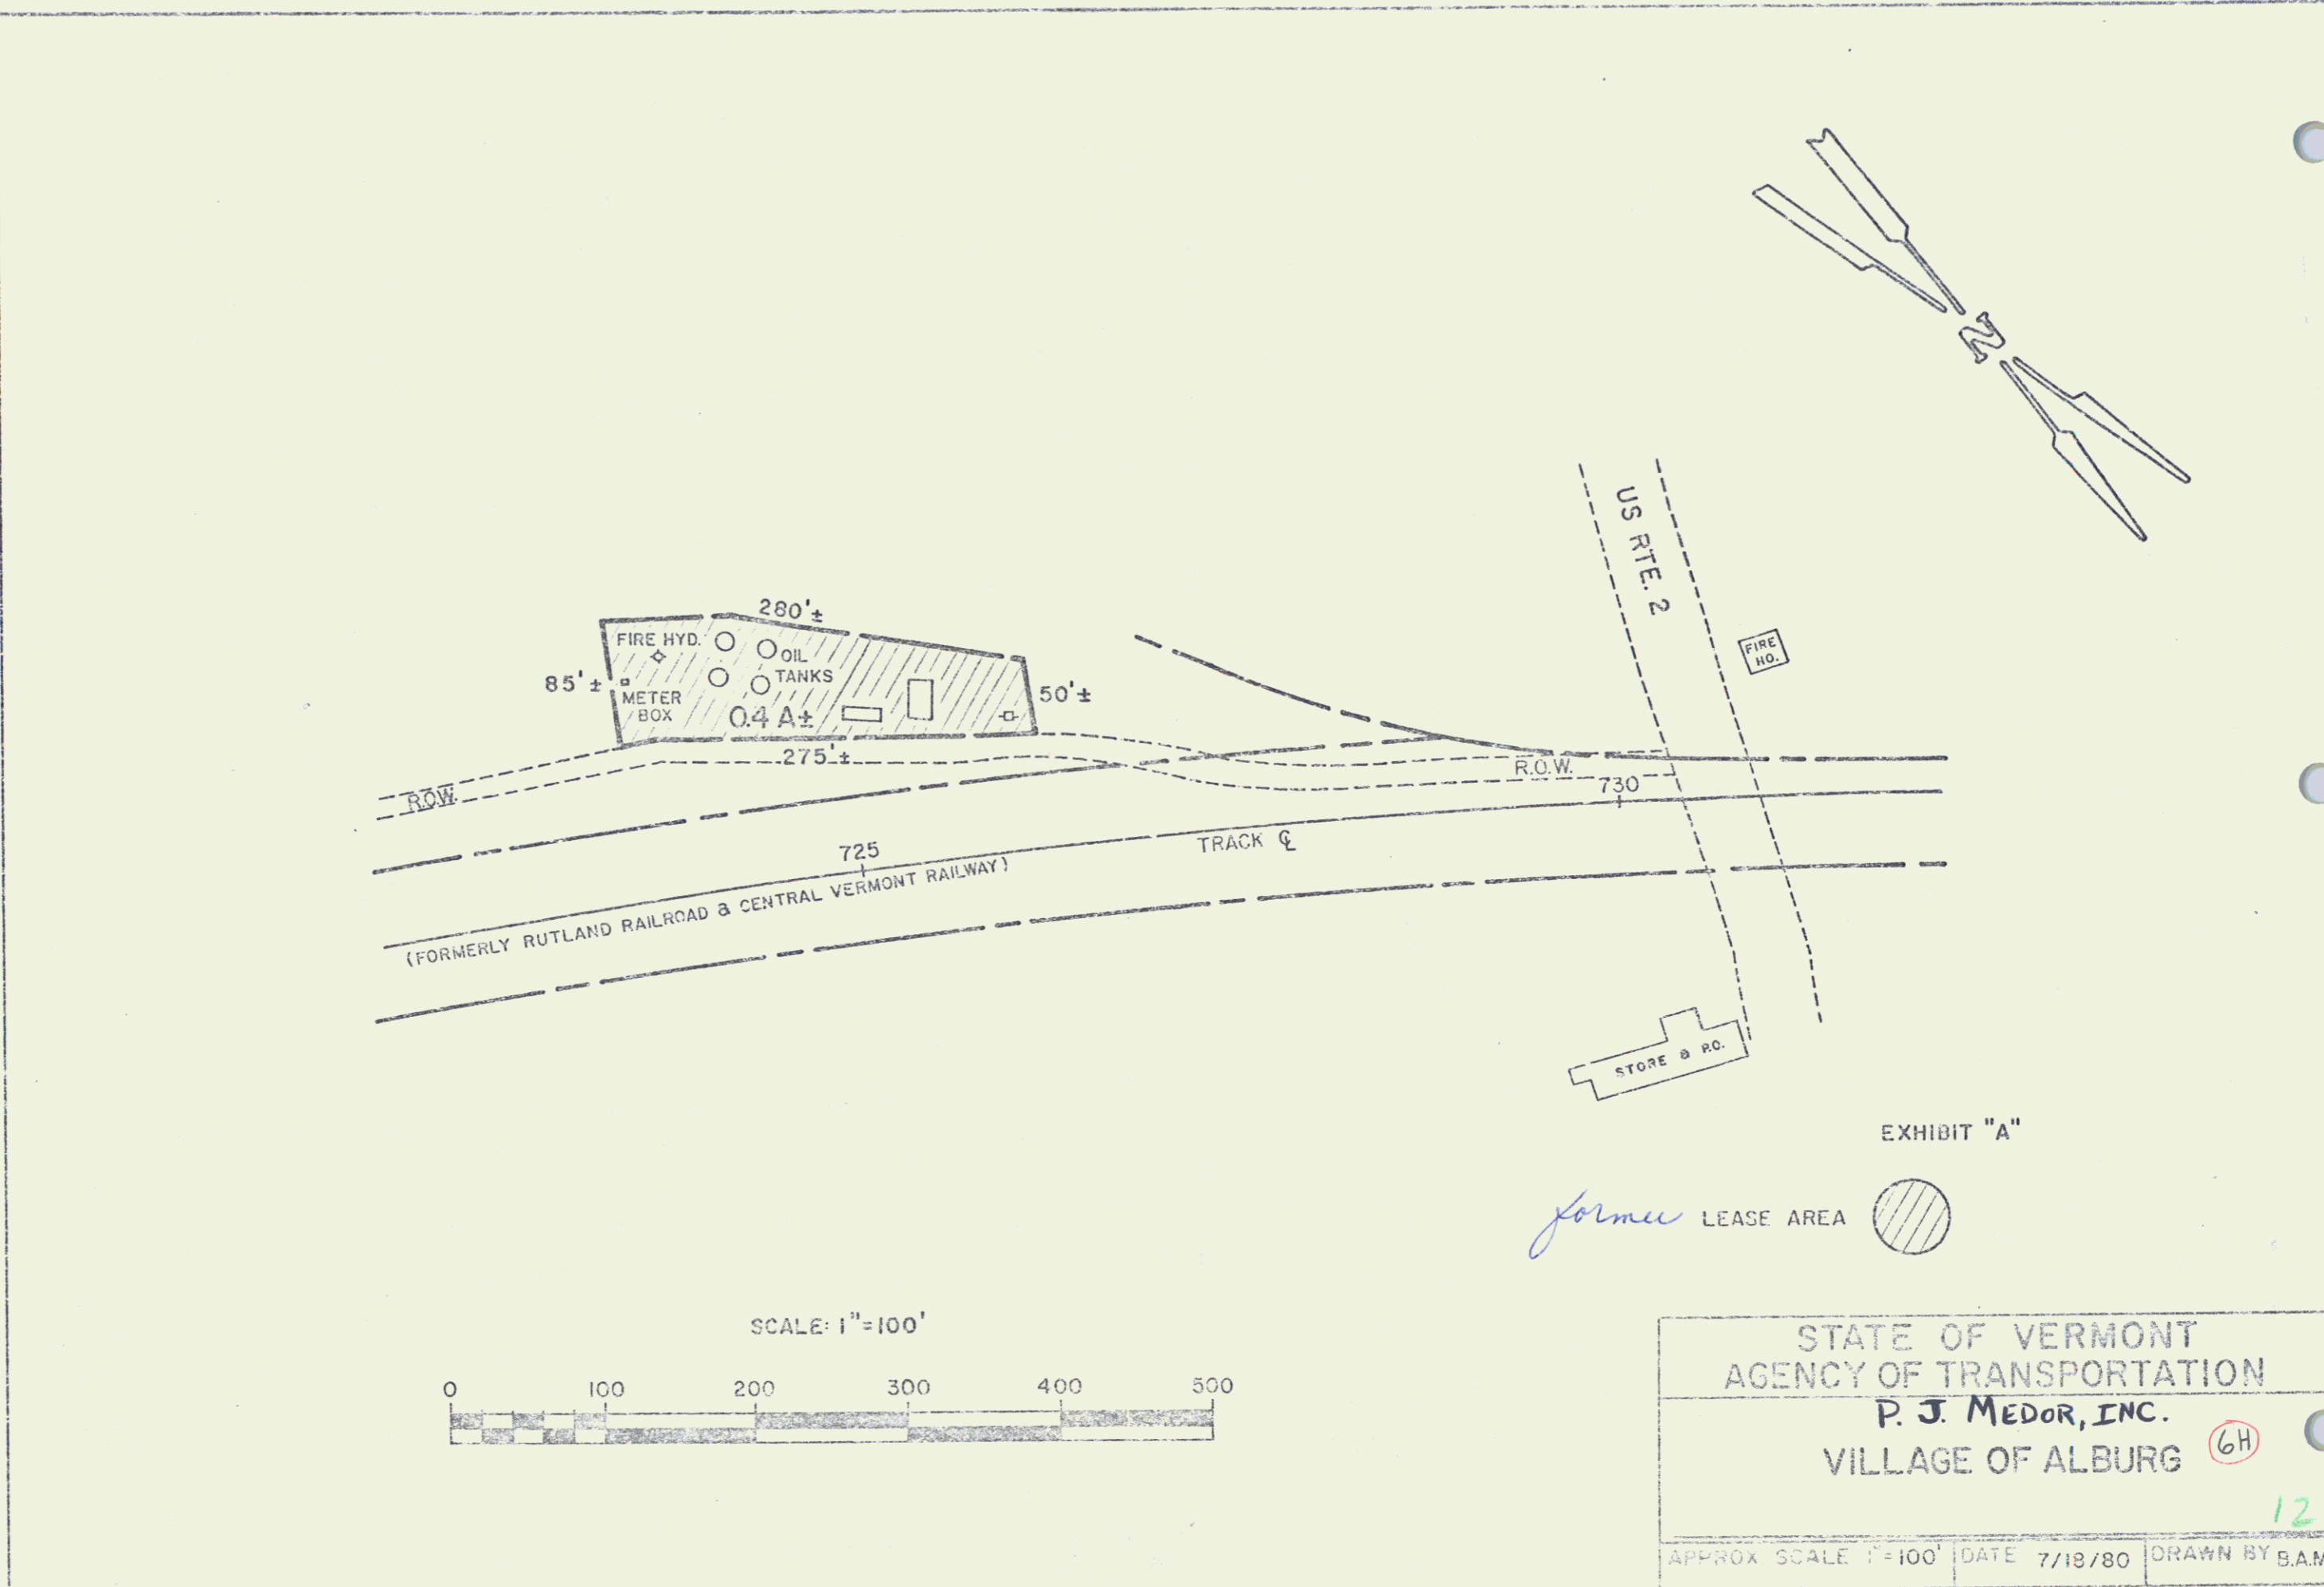 N
US RTE. 2
FIRE
HO.
280'±
FIRE HYD.
OIL
TANKS
85'±
METER
BOX
0.4 A±
50'±
275'±
R.O.W.
R.O.W.
730
725
TRACK ℄
(FORMERLY RUTLAND RAILROAD & CENTRAL VERMONT RAILWAY)
STORE & P.O.
EXHIBIT "A"
former LEASE AREA
SCALE: 1"=100'
0 100 200 300 400 500
STATE OF VERMONT
AGENCY OF TRANSPORTATION
P. J. MEDOR, INC.
VILLAGE OF ALBURG
6H
12
APPROX SCALE 1"=100' DATE 7/18/80 DRAWN BY B.A.M